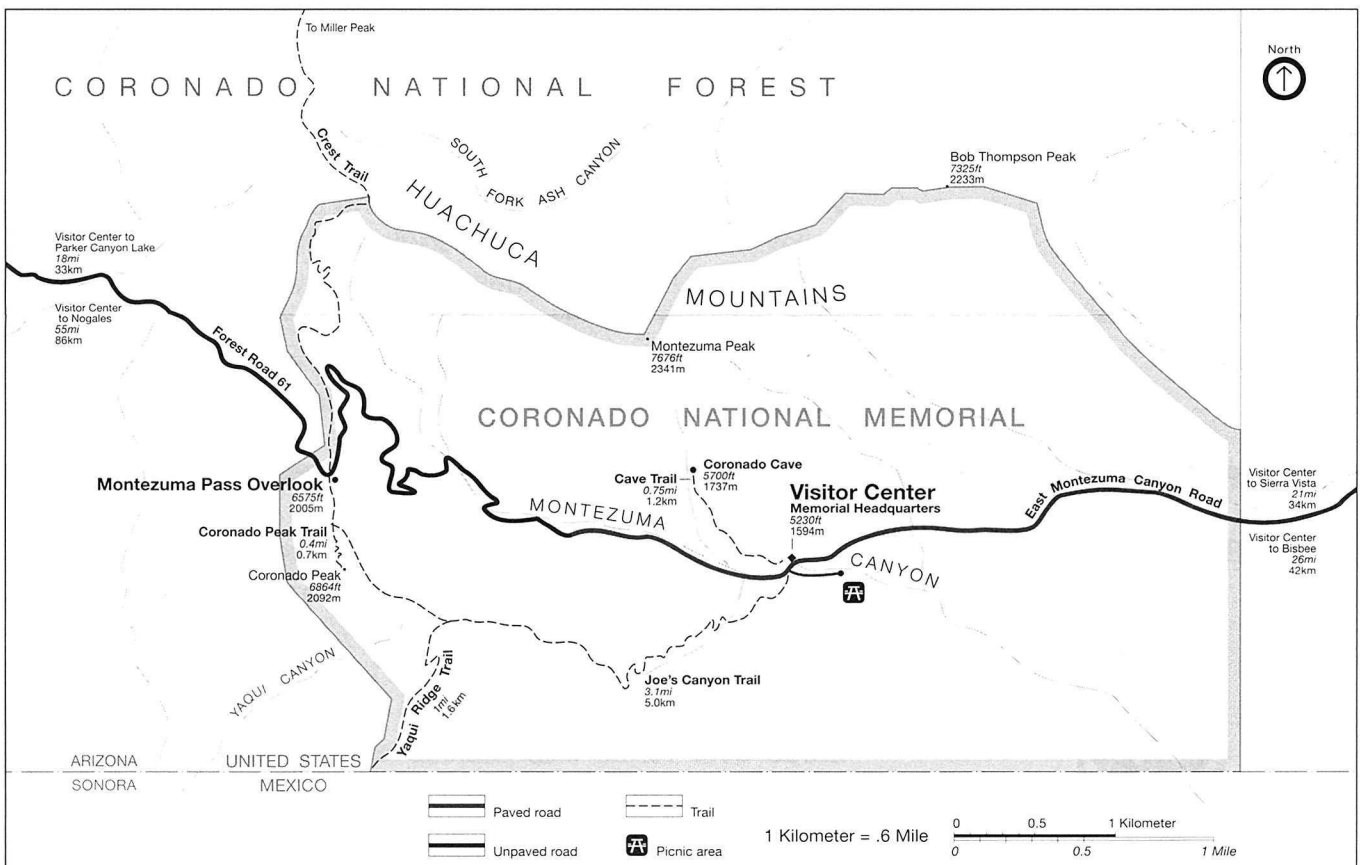 To Miller Peak
North
CORONADO NATIONAL FOREST
Crest Trail
SOUTH FORK ASH CANYON
Bob Thompson Peak
7325ft
2233m
HUACHUCA
MOUNTAINS
Visitor Center to
Parker Canyon Lake
18mi
33km
Visitor Center
to Nogales
55mi
86km
Forest Road 61
Montezuma Peak
7676ft
2341m
CORONADO NATIONAL MEMORIAL
Montezuma Pass Overlook
6575ft
2005m
Coronado Peak Trail
0.4mi
0.7km
Coronado Peak
6864ft
2092m
MONTEZUMA
CANYON
Cave Trail
0.75mi
1.2km
Coronado Cave
5700ft
1737m
Visitor Center
Memorial Headquarters
5230ft
1594m
East Montezuma Canyon Road
Visitor Center
to Sierra Vista
21mi
34km
Visitor Center
to Bisbee
26mi
42km
YAQUI CANYON
Yaqui Ridge Trail
1mi
1.6km
Joe's Canyon Trail
3.1mi
5.0km
ARIZONA
UNITED STATES
SONORA
MEXICO
Paved road
Trail
Unpaved road
Picnic area
1 Kilometer = .6 Mile
0 0.5 1 Kilometer
0 0.5 1 Mile